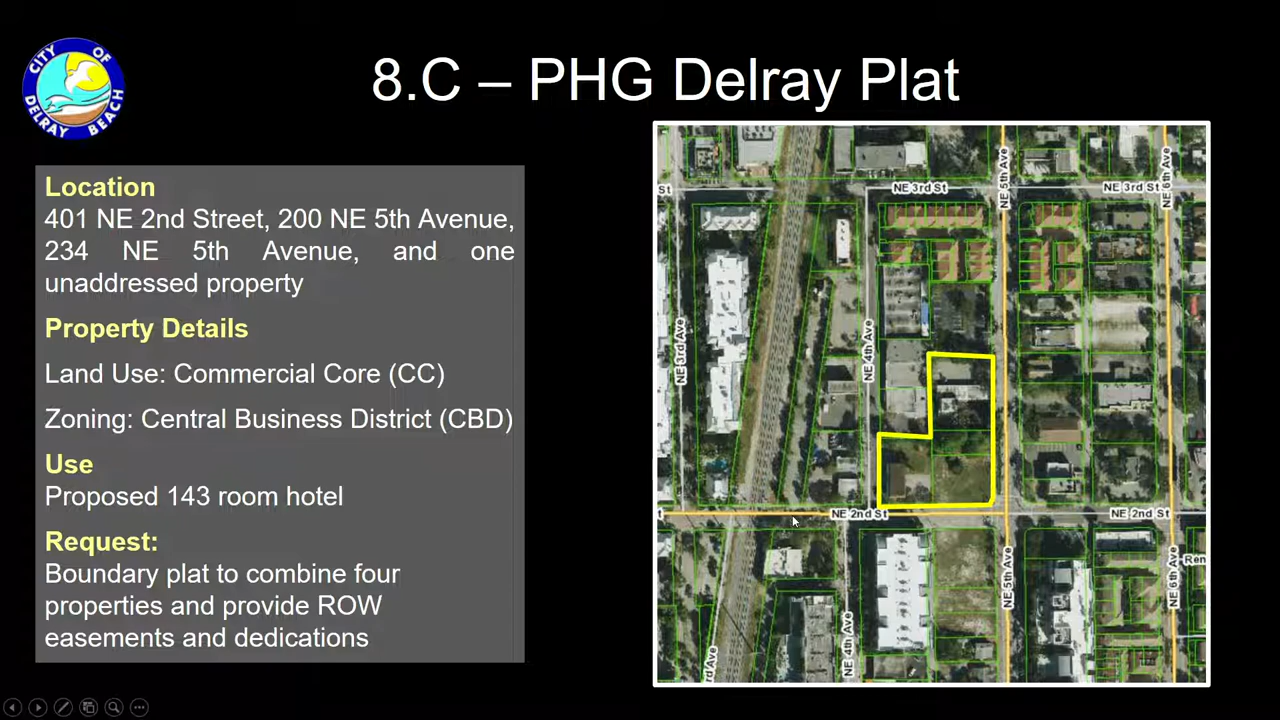 CITY OF
DELRAY BEACH
8.C – PHG Delray Plat
Location
401 NE 2nd Street, 200 NE 5th Avenue,
234 NE 5th Avenue, and one
unaddressed property
Property Details
Land Use: Commercial Core (CC)
Zoning: Central Business District (CBD)
Use
Proposed 143 room hotel
Request:
Boundary plat to combine four
properties and provide ROW
easements and dedications
St
NE 3rd St
NE 5th Ave
NE 3rd St
NE 6th Ave
NE 3rd Ave
NE 4th Ave
t
NE 2nd St
NE 2nd St
Ren
NE 5th Ave
NE 6th Ave
NE 4th Ave
rd Ave